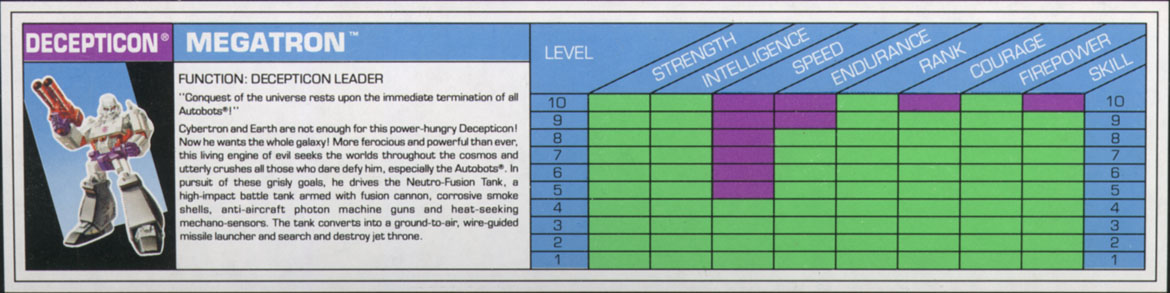 DECEPTICON®
MEGATRON™
FUNCTION: DECEPTICON LEADER
"Conquest of the universe rests upon the immediate termination of all
Autobots®!"
Cybertron and Earth are not enough for this power-hungry Decepticon!
Now he wants the whole galaxy! More ferocious and powerful than ever,
this living engine of evil seeks the worlds throughout the cosmos and
utterly crushes all those who dare defy him, especially the Autobots®. In
pursuit of these grisly goals, he drives the Neutro-Fusion Tank, a
high-impact battle tank armed with fusion cannon, corrosive smoke
shells, anti-aircraft photon machine guns and heat-seeking
mechano-sensors. The tank converts into a ground-to-air, wire-guided
missile launcher and search and destroy jet throne.
LEVEL
STRENGTH
INTELLIGENCE
SPEED
ENDURANCE
RANK
COURAGE
FIREPOWER
SKILL
10 10
9 9
8 8
7 7
6 6
5 5
4 4
3 3
2 2
1 1